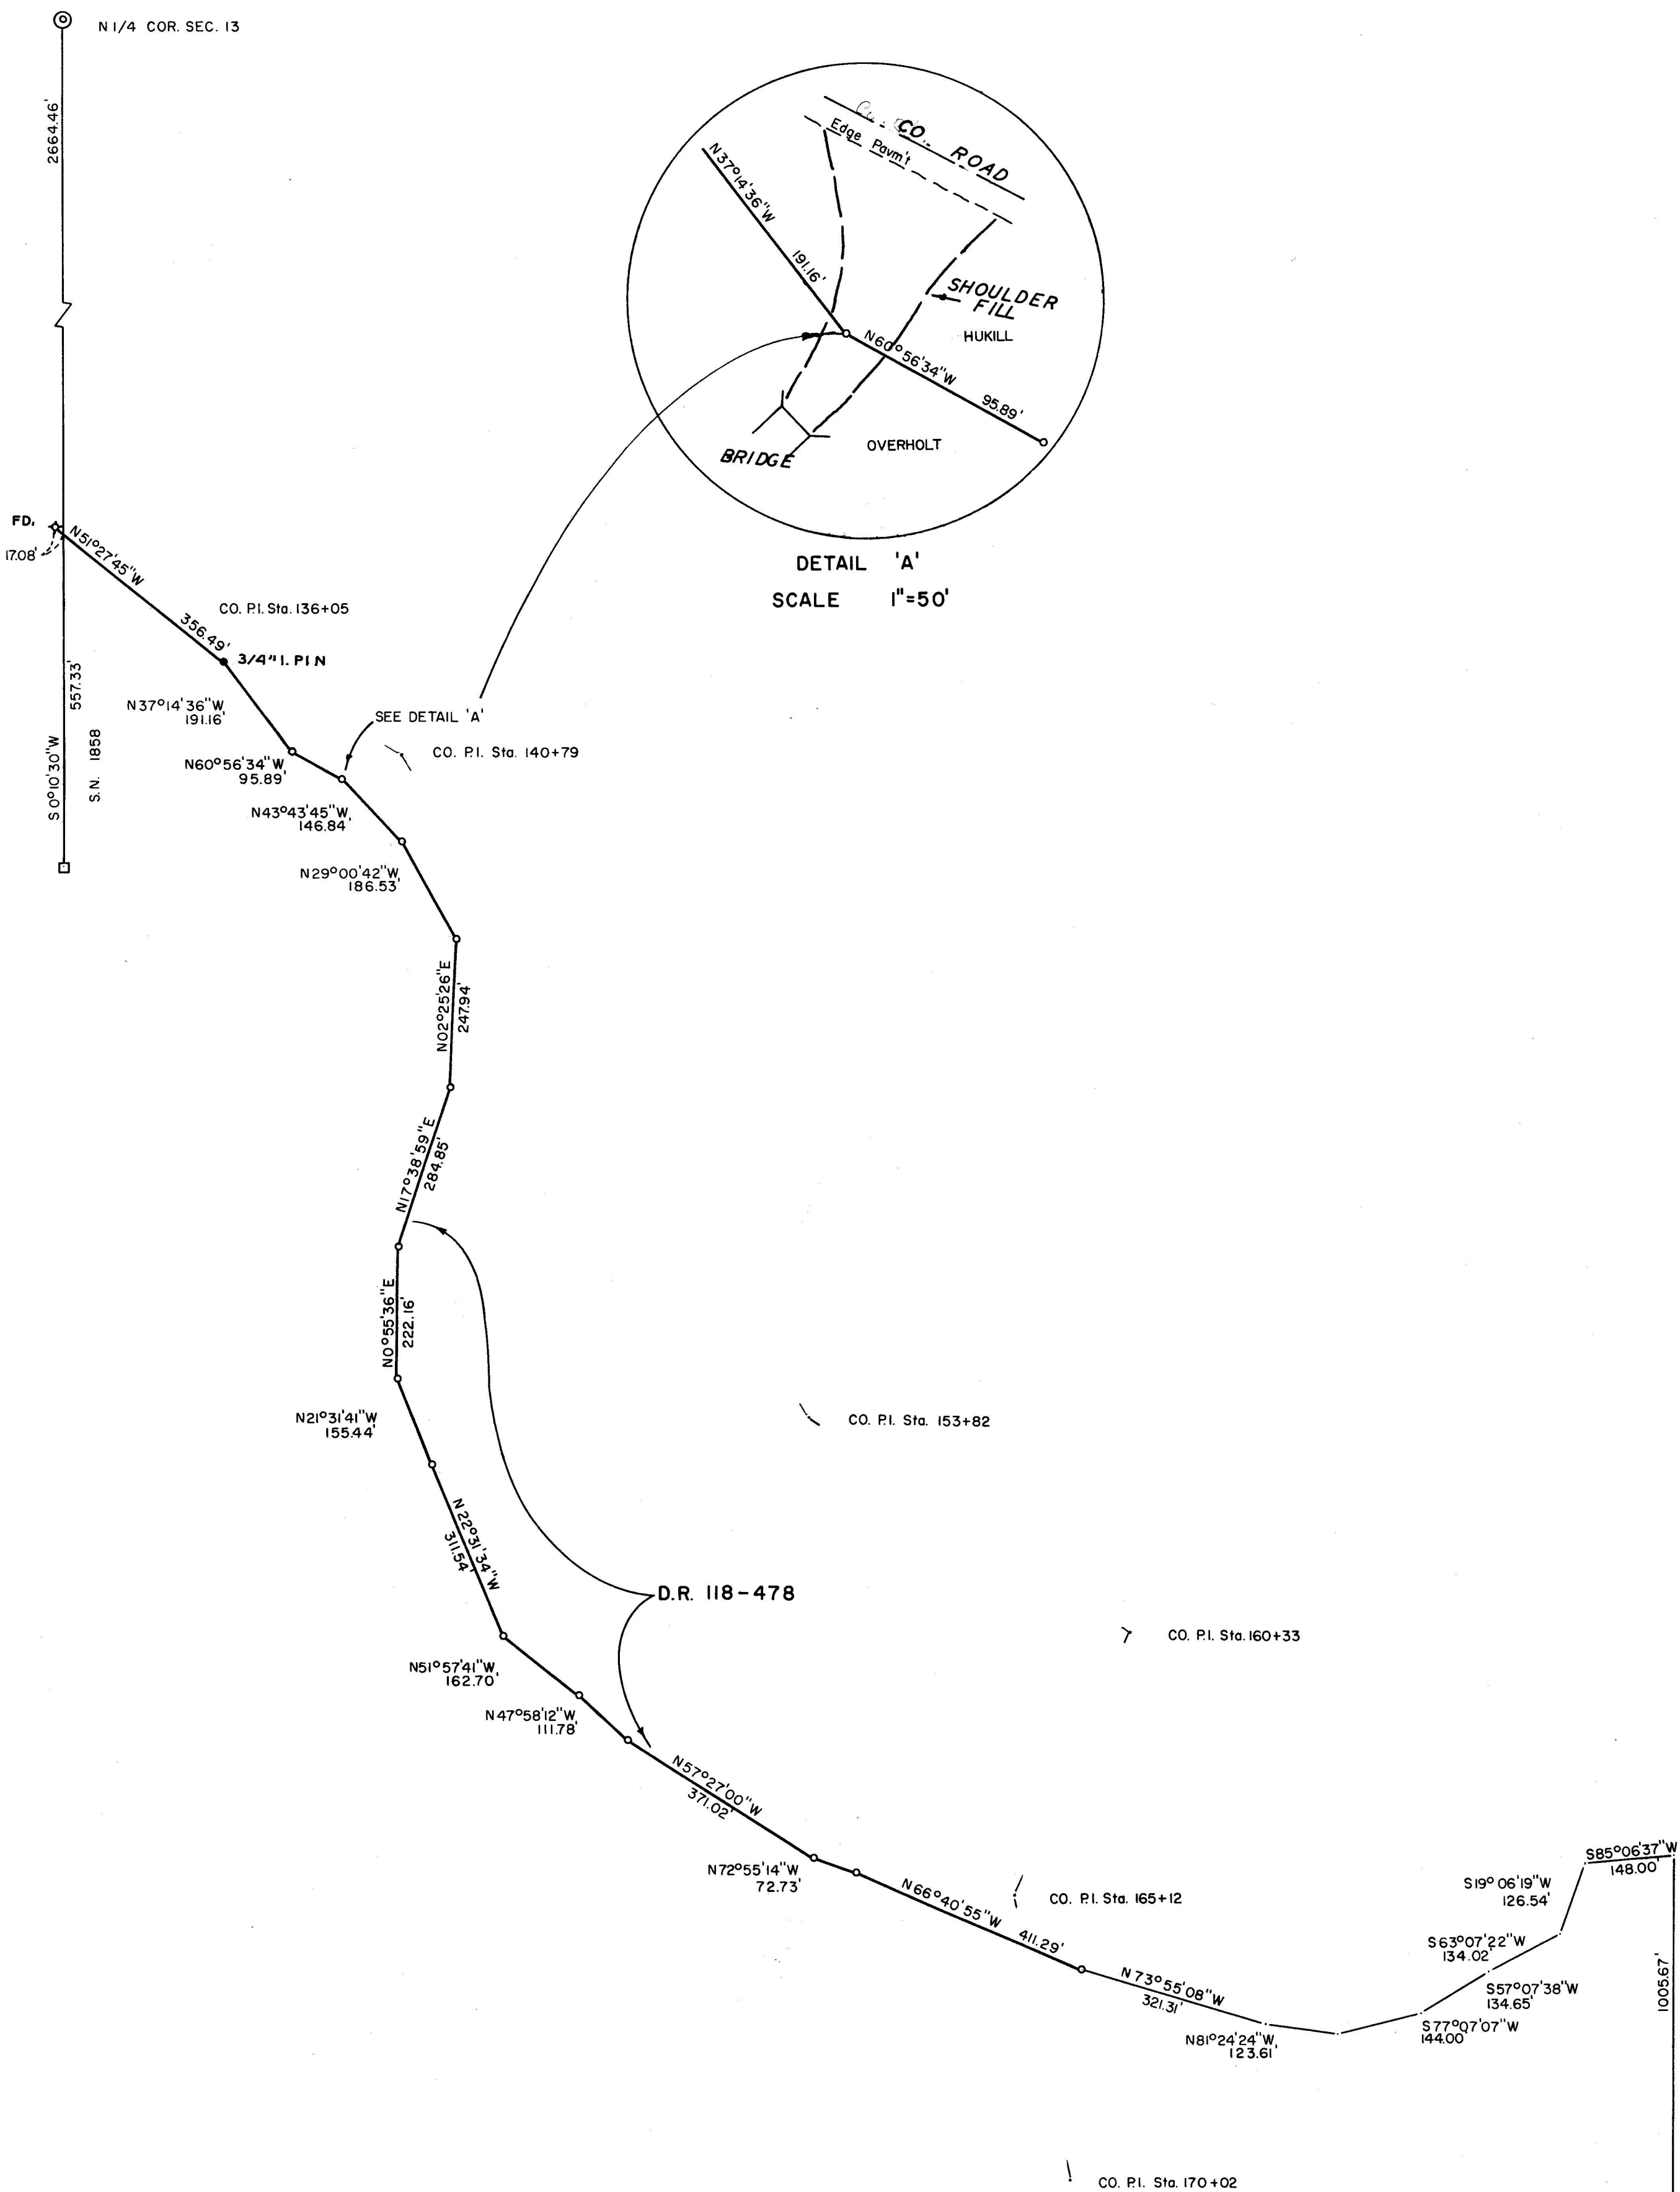 N 1/4 COR. SEC. 13
2664.46'
CO. ROAD
Edge Pavm't
N37°14'36"W
191.16'
SHOULDER
FILL
HUKILL
N60°56'34"W
95.89'
OVERHOLT
BRIDGE
DETAIL 'A'
SCALE 1"=50'
FD.
17.08'
N51°27'45"W
356.49'
CO. P.I. Sta. 136+05
3/4" I. PIN
557.33'
S0°10'30"W
S.N. 1858
N37°14'36"W
191.16'
SEE DETAIL 'A'
CO. P.I. Sta. 140+79
N60°56'34"W
95.89'
N43°43'45"W
146.84'
N29°00'42"W
186.53'
N02°25'26"E
247.94'
N17°38'59"E
284.85'
N0°55'36"E
222.16'
N21°31'41"W
155.44'
CO. P.I. Sta. 153+82
N22°31'34"W
311.54'
D.R. 118-478
CO. P.I. Sta. 160+33
N51°57'41"W
162.70'
N47°58'12"W
111.78'
N57°27'00"W
371.02'
N72°55'14"W
72.73'
N66°40'55"W
411.29'
CO. P.I. Sta. 165+12
S85°06'37"W
148.00'
S19°06'19"W
126.54'
S63°07'22"W
134.02'
S57°07'38"W
134.65'
S77°07'07"W
144.00'
1005.67'
N73°55'08"W
321.31'
N81°24'24"W
123.61'
CO. P.I. Sta. 170+02